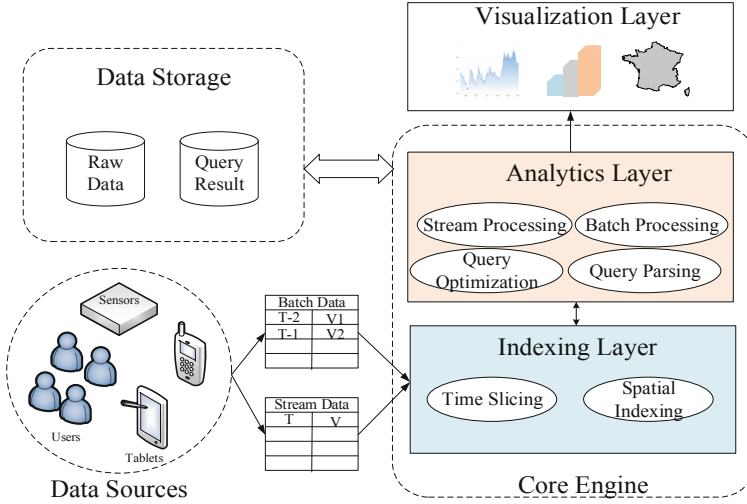 Visualization Layer
Data Storage
Raw
Data
Query
Result
Analytics Layer
Stream Processing
Batch Processing
Query
Optimization
Query Parsing
Sensors
Users
Tablets
Data Sources
Batch Data
T-2 V1
T-1 V2
Stream Data
T V
Indexing Layer
Time Slicing
Spatial
Indexing
Core Engine